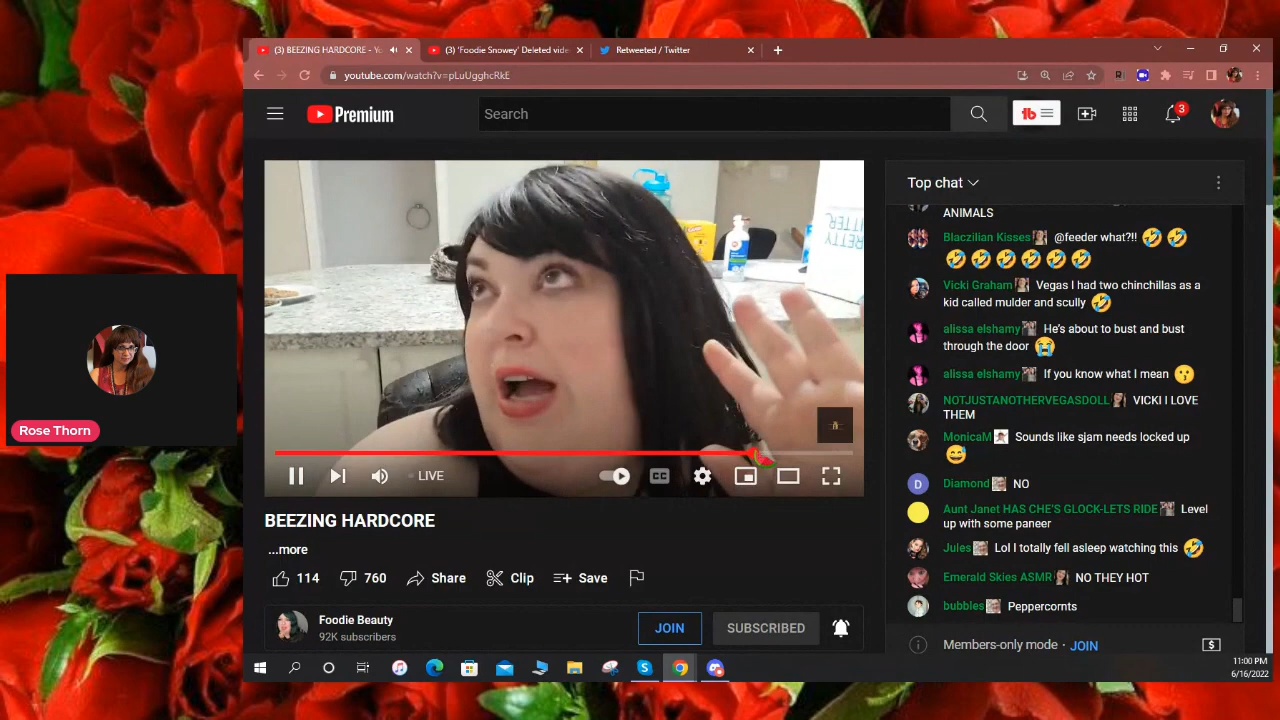 (3) BEEZING HARDCORE - Yo
(3) 'Foodie Snowey' Deleted vide
Retweeted / Twitter
youtube.com/watch?v=pLuUgghcRkE
Premium
Search
tb
3
Top chat
ANIMALS
Blaczilian Kisses @feeder what?!! 🤣🤣
🤣🤣🤣🤣🤣🤣
Vicki Graham Vegas I had two chinchillas as a
kid called mulder and scully 🤣
alissa elshamy He's about to bust and bust
through the door 😭
alissa elshamy If you know what I mean 😗
NOTJUSTANOTHERVEGASDOLL VICKI I LOVE
THEM
MonicaM Sounds like sjam needs locked up
😅
D
Diamond NO
Aunt Janet HAS CHE'S GLOCK-LETS RIDE Level
up with some paneer
Jules Lol I totally fell asleep watching this 🤣
Emerald Skies ASMR NO THEY HOT
bubbles Peppercornts
Members-only mode · JOIN
LIVE
CC
BEEZING HARDCORE
...more
114
760
Share
Clip
Save
Foodie Beauty
92K subscribers
JOIN
SUBSCRIBED
Rose Thorn
11:00 PM
6/16/2022